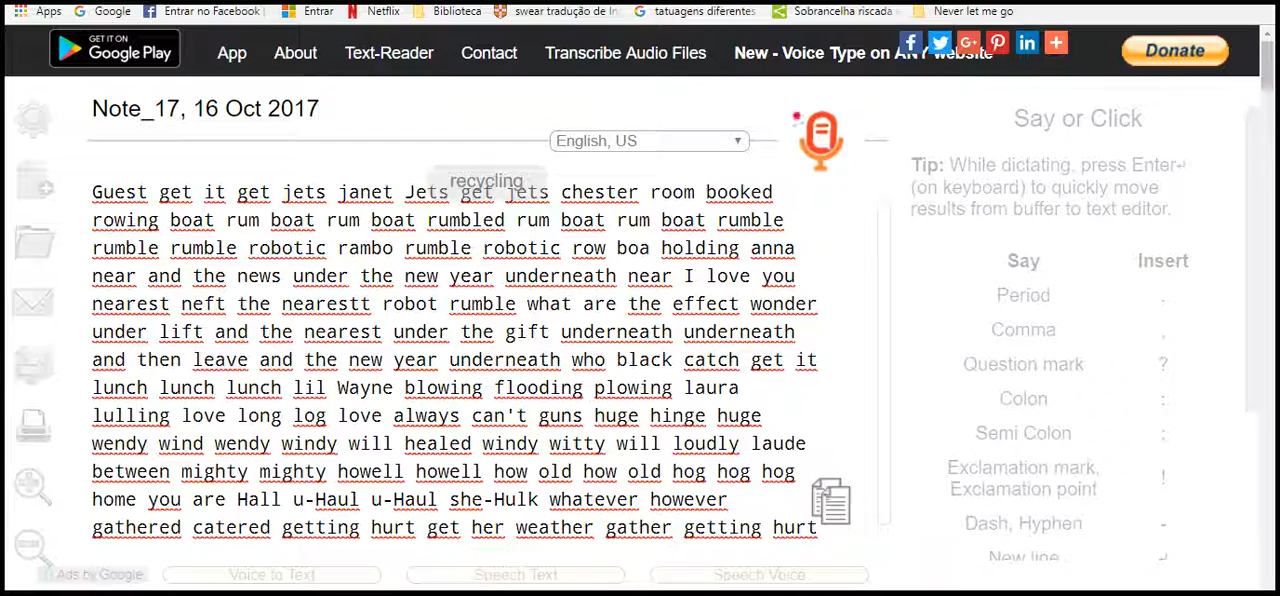 Apps Google Entrar no Facebook Entrar Netflix Biblioteca swear tradução de In tatuagens diferentes Sobrancelha riscada Never let me go
GET IT ON
Google Play
App About Text-Reader Contact Transcribe Audio Files New - Voice Type on ANY website
Donate
Note_17, 16 Oct 2017
English, US
recycling
Guest get it get jets janet Jets get jets chester room booked
rowing boat rum boat rum boat rumbled rum boat rum boat rumble
rumble rumble robotic rambo rumble robotic row boa holding anna
near and the news under the new year underneath near I love you
nearest neft the nearestt robot rumble what are the effect wonder
under lift and the nearest under the gift underneath underneath
and then leave and the new year underneath who black catch get it
lunch lunch lunch lil Wayne blowing flooding plowing laura
lulling love long log love always can't guns huge hinge huge
wendy wind wendy windy will healed windy witty will loudly laude
between mighty mighty howell howell how old how old hog hog hog
home you are Hall u-Haul u-Haul she-Hulk whatever however
gathered catered getting hurt get her weather gather getting hurt
Say or Click
Tip: While dictating, press Enter↵
(on keyboard) to quickly move
results from buffer to text editor.
Say Insert
Period .
Comma ,
Question mark ?
Colon :
Semi Colon ;
Exclamation mark,
Exclamation point !
Dash, Hyphen -
New line ↵
Ads by Google Voice to Text Speech Text Speech Voice